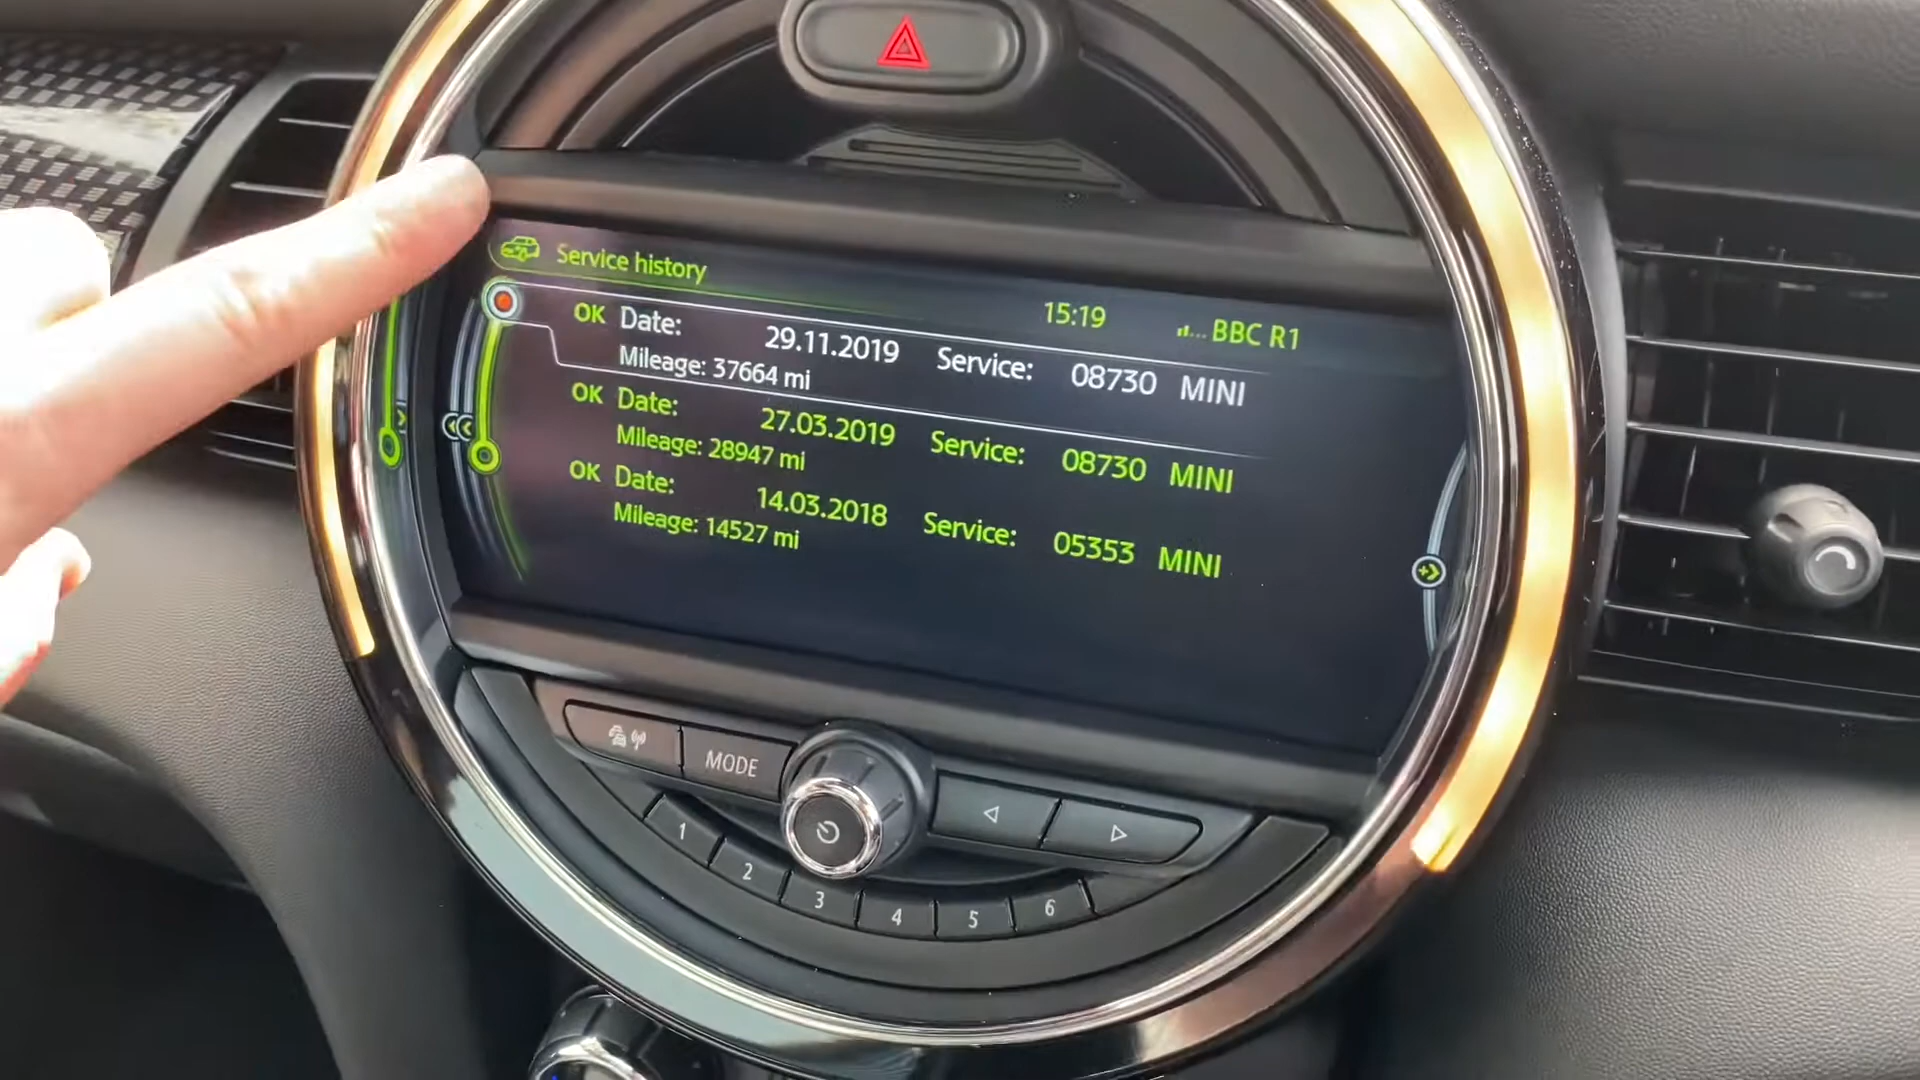 Service history
15:19 BBC R1
OK Date: 29.11.2019 Service: 08730 MINI
Mileage: 37664 mi
OK Date: 27.03.2019 Service: 08730 MINI
Mileage: 28947 mi
OK Date: 14.03.2018 Service: 05353 MINI
Mileage: 14527 mi
MODE
1 2 3 4 5 6